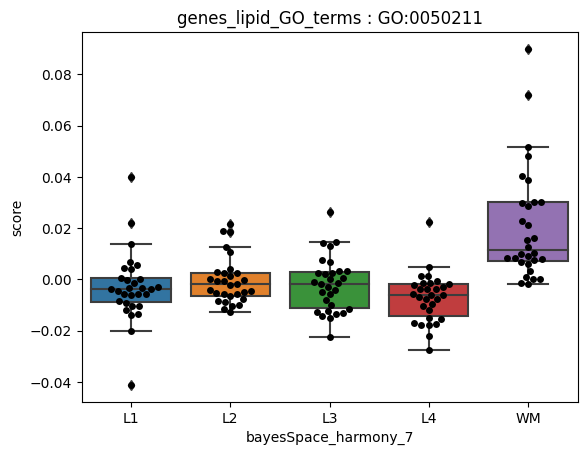 genes_lipid_GO_terms : GO:0050211
0.08
0.06
0.04
0.02
0.00
−0.02
−0.04
score
L1 L2 L3 L4 WM
bayesSpace_harmony_7